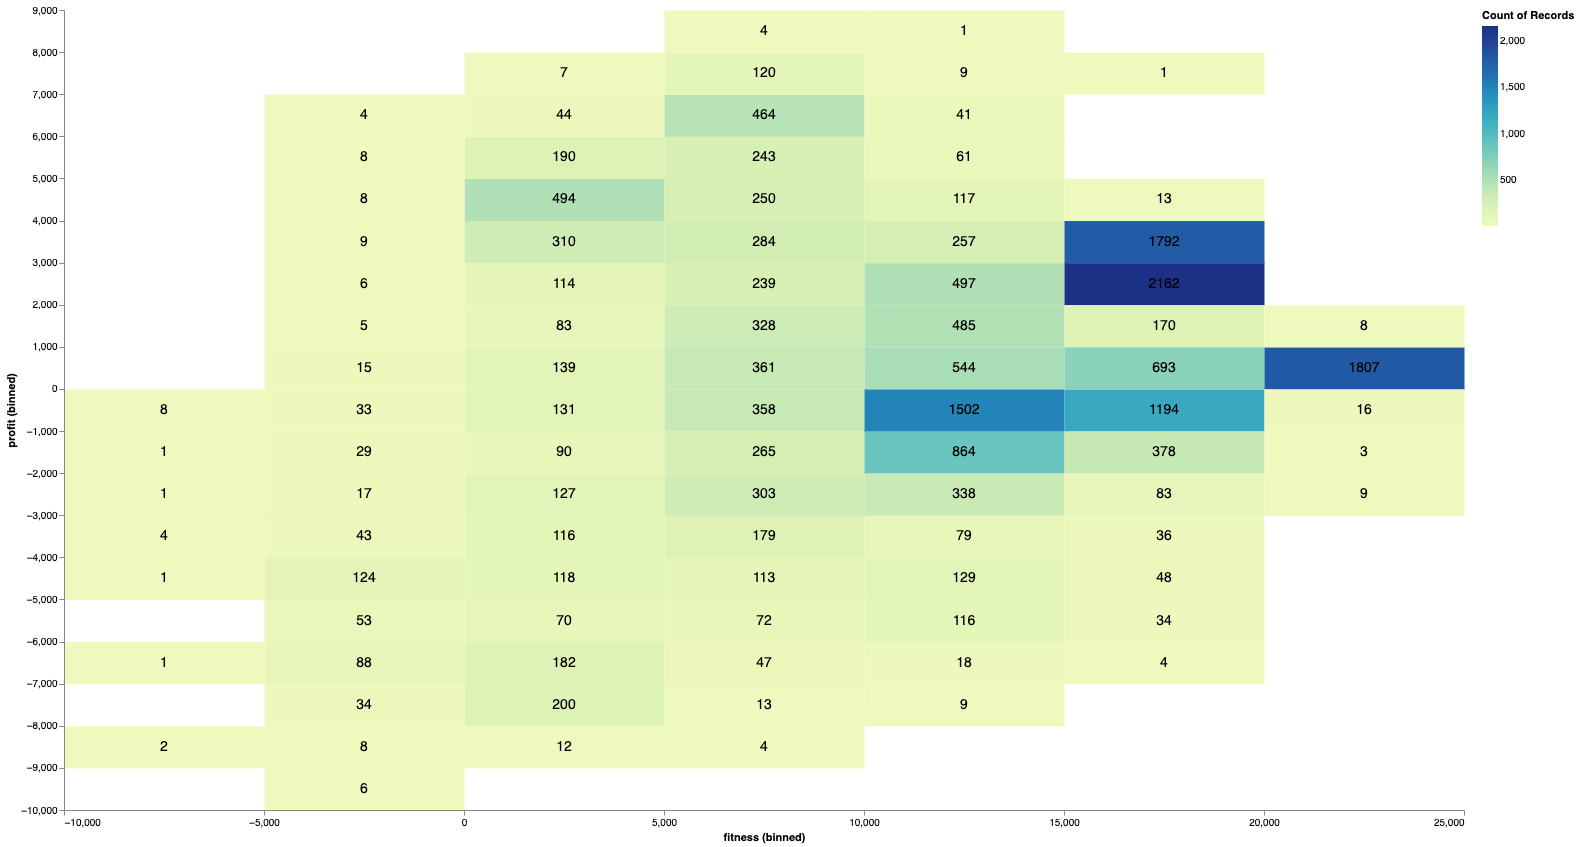 Count of Records
2,000
1,500
1,000
500
profit (binned)
9,000
4 1
8,000
7 120 9 1
7,000
4 44 464 41
6,000
8 190 243 61
5,000
8 494 250 117 13
4,000
9 310 284 257 1792
3,000
6 114 239 497 2162
2,000
5 83 328 485 170 8
1,000
15 139 361 544 693 1807
0
8 33 131 358 1502 1194 16
−1,000
1 29 90 265 864 378 3
−2,000
1 17 127 303 338 83 9
−3,000
4 43 116 179 79 36
−4,000
1 124 118 113 129 48
−5,000
53 70 72 116 34
−6,000
1 88 182 47 18 4
−7,000
34 200 13 9
−8,000
2 8 12 4
−9,000
6
−10,000
−10,000 −5,000 0 5,000 10,000 15,000 20,000 25,000
fitness (binned)